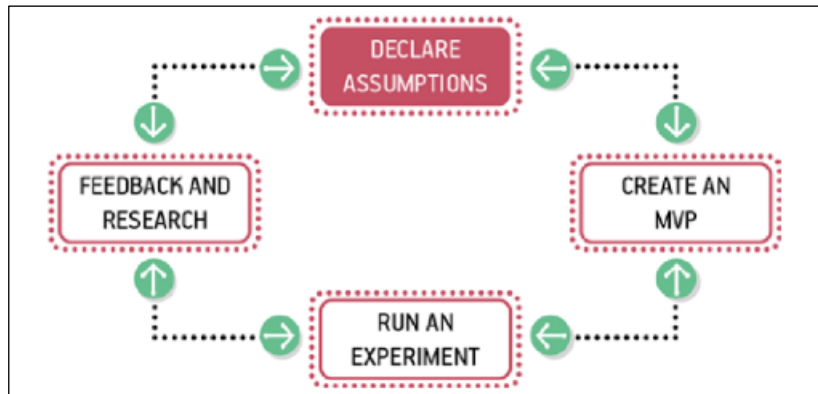 DECLARE
ASSUMPTIONS
FEEDBACK AND
RESEARCH
CREATE AN
MVP
RUN AN
EXPERIMENT